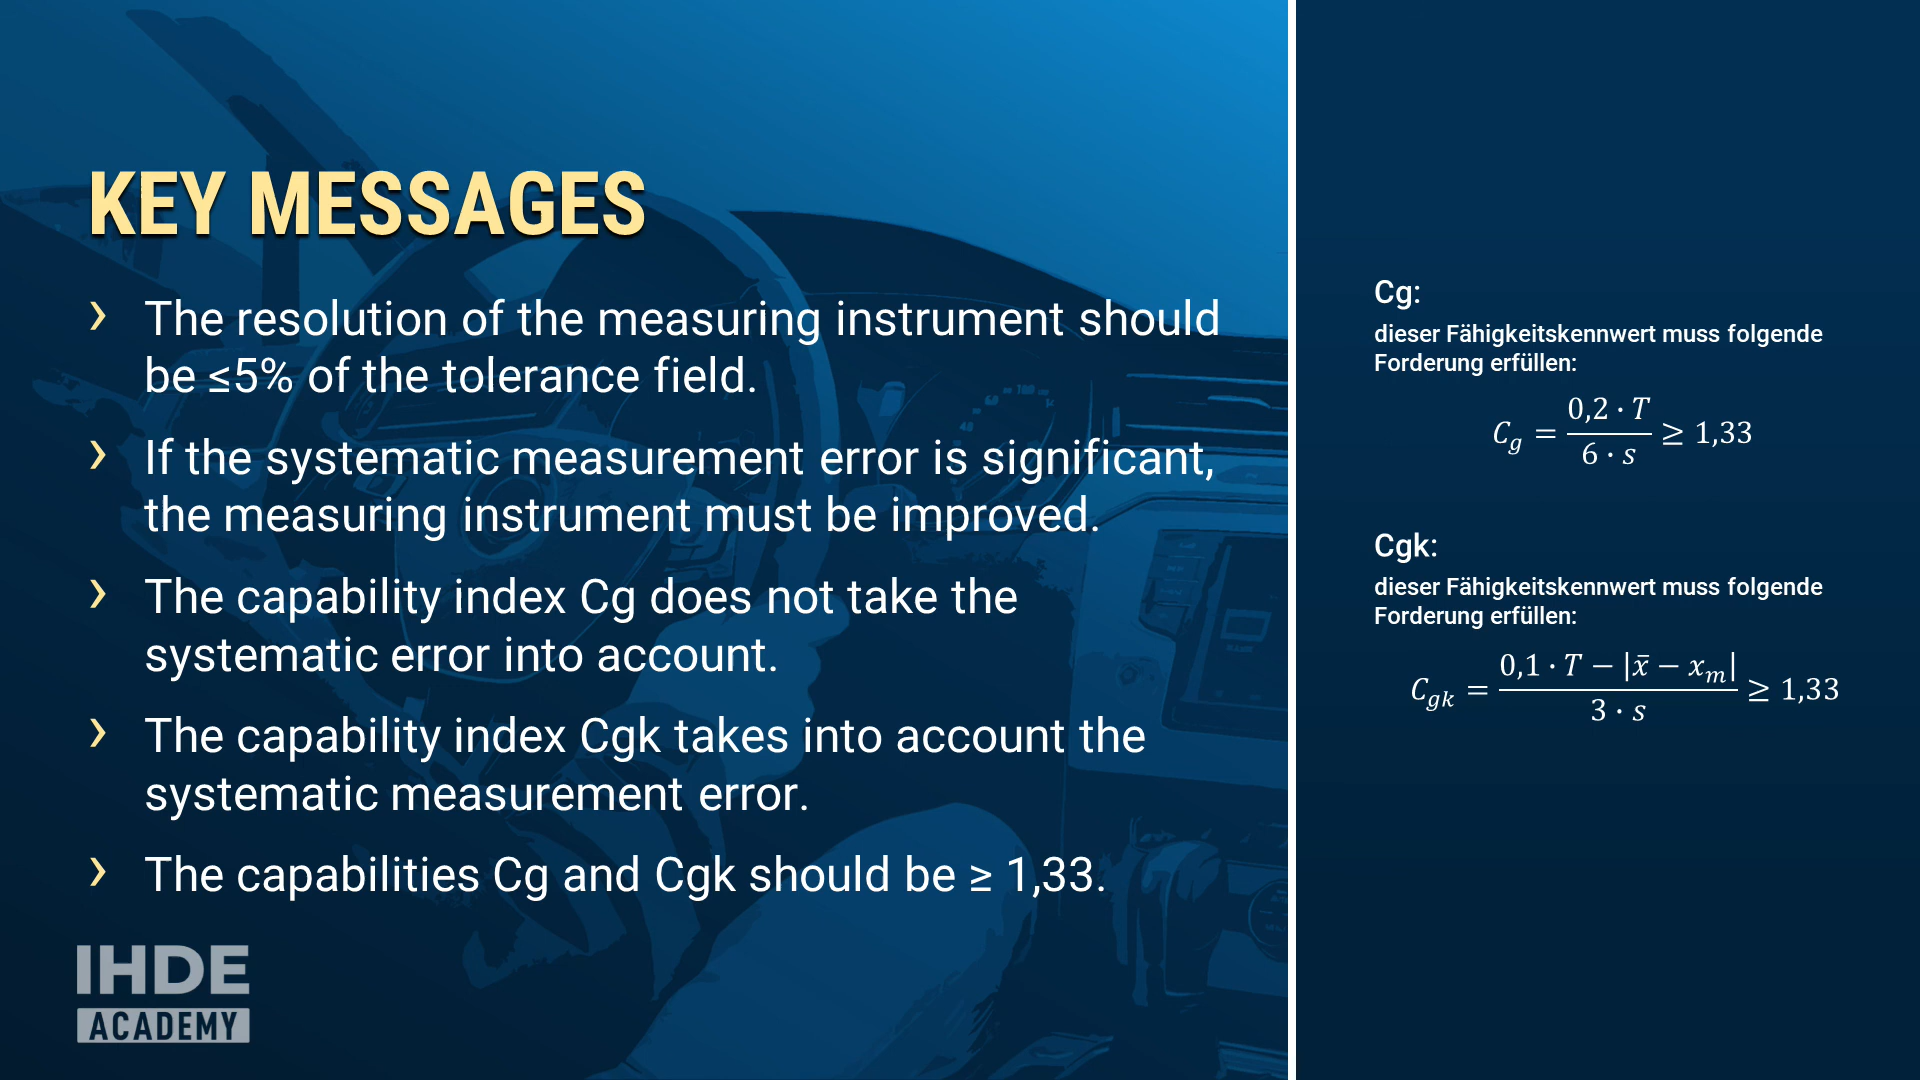 KEY MESSAGES
› The resolution of the measuring instrument should
be ≤5% of the tolerance field.
› If the systematic measurement error is significant,
the measuring instrument must be improved.
› The capability index Cg does not take the
systematic error into account.
› The capability index Cgk takes into account the
systematic measurement error.
› The capabilities Cg and Cgk should be ≥ 1,33.
IHDE
ACADEMY
Cg:
dieser Fähigkeitskennwert muss folgende
Forderung erfüllen:
C_g = (0,2 · T) / (6 · s) ≥ 1,33
Cgk:
dieser Fähigkeitskennwert muss folgende
Forderung erfüllen:
C_gk = (0,1 · T − |x̄ − x_m|) / (3 · s) ≥ 1,33